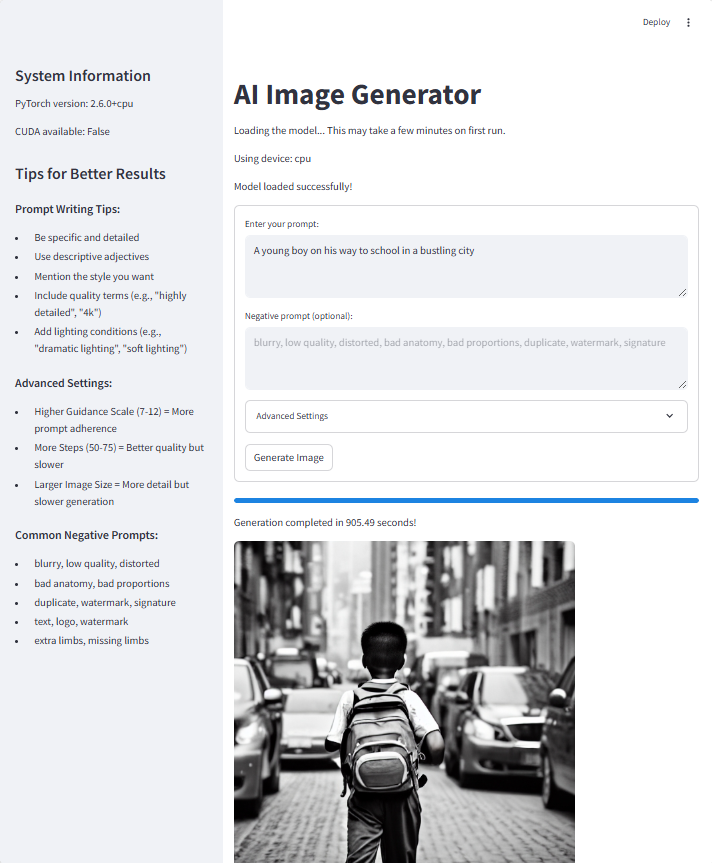 Deploy
System Information
PyTorch version: 2.6.0+cpu
CUDA available: False
Tips for Better Results
Prompt Writing Tips:
Be specific and detailed
Use descriptive adjectives
Mention the style you want
Include quality terms (e.g., "highly
detailed", "4k")
Add lighting conditions (e.g.,
"dramatic lighting", "soft lighting")
Advanced Settings:
Higher Guidance Scale (7-12) = More
prompt adherence
More Steps (50-75) = Better quality but
slower
Larger Image Size = More detail but
slower generation
Common Negative Prompts:
blurry, low quality, distorted
bad anatomy, bad proportions
duplicate, watermark, signature
text, logo, watermark
extra limbs, missing limbs
AI Image Generator
Loading the model... This may take a few minutes on first run.
Using device: cpu
Model loaded successfully!
Enter your prompt:
A young boy on his way to school in a bustling city
Negative prompt (optional):
blurry, low quality, distorted, bad anatomy, bad proportions, duplicate, watermark, signature
Advanced Settings
Generate Image
Generation completed in 905.49 seconds!